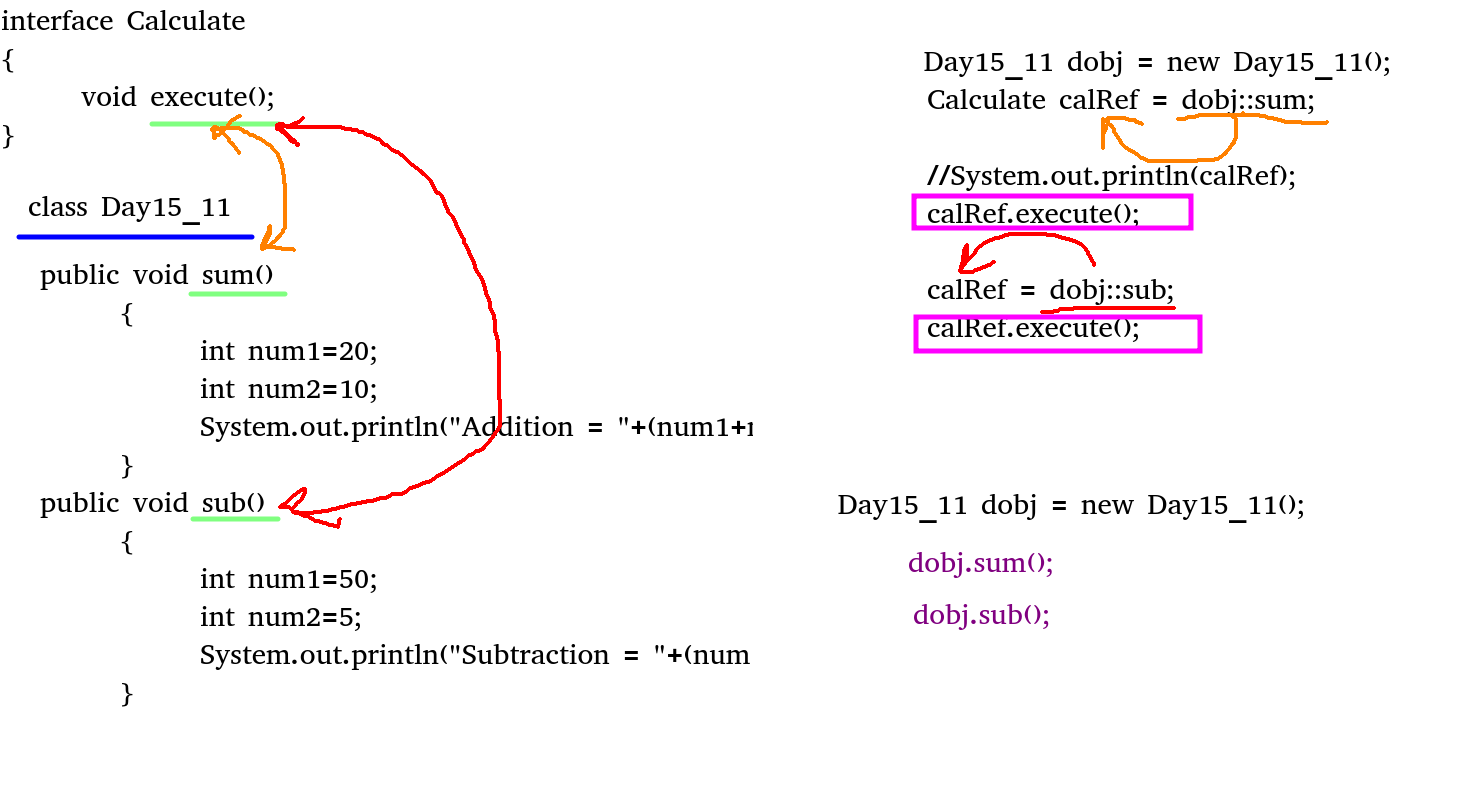 interface Calculate
{
void execute();
}
class Day15_11
public void sum()
{
int num1=20;
int num2=10;
System.out.println("Addition = "+(num1+
}
public void sub()
{
int num1=50;
int num2=5;
System.out.println("Subtraction = "+(num
}
Day15_11 dobj = new Day15_11();
Calculate calRef = dobj::sum;
//System.out.println(calRef);
calRef.execute();
calRef = dobj::sub;
calRef.execute();
Day15_11 dobj = new Day15_11();
dobj.sum();
dobj.sub();